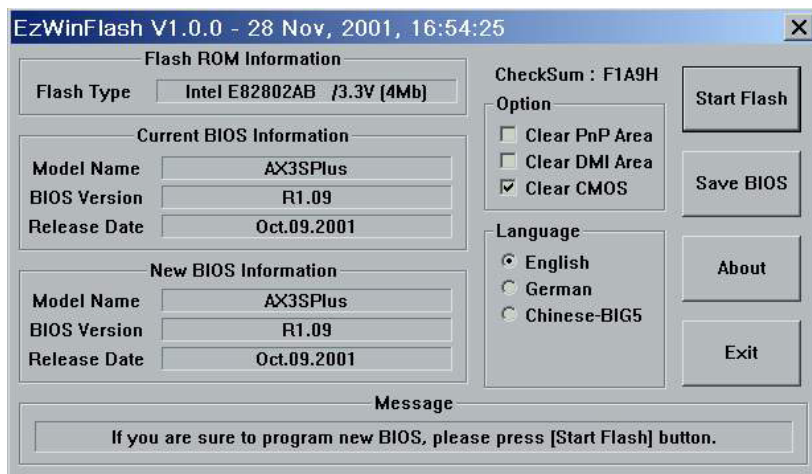 EzWinFlash V1.0.0 - 28 Nov, 2001, 16:54:25
Flash ROM Information
Flash Type Intel E82802AB /3.3V (4Mb)
Current BIOS Information
Model Name AX3SPlus
BIOS Version R1.09
Release Date Oct.09.2001
New BIOS Information
Model Name AX3SPlus
BIOS Version R1.09
Release Date Oct.09.2001
CheckSum : F1A9H
Option
Clear PnP Area
Clear DMI Area
Clear CMOS
Language
English
German
Chinese-BIG5
Start Flash
Save BIOS
About
Exit
Message
If you are sure to program new BIOS, please press [Start Flash] button.